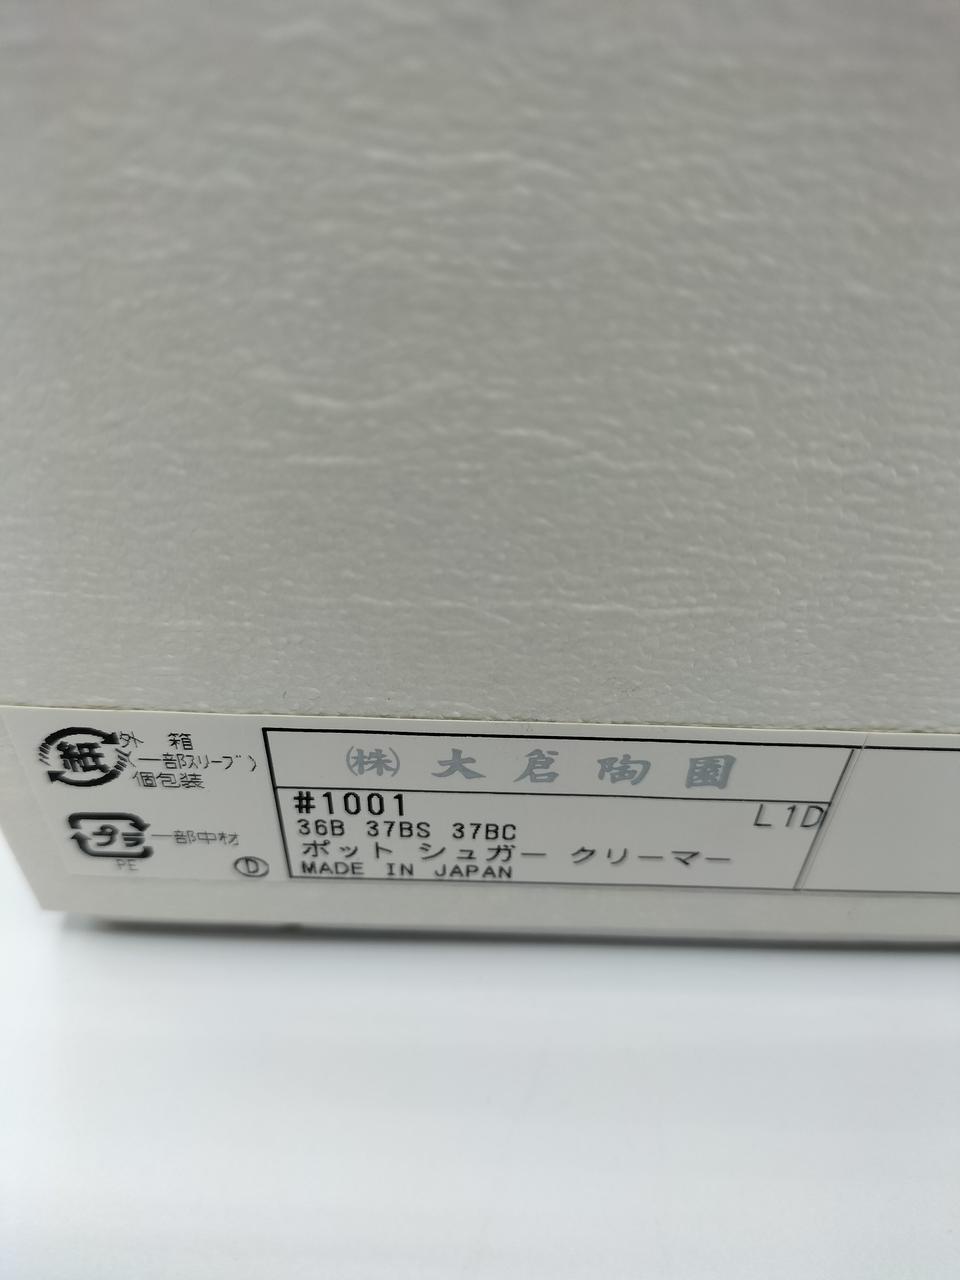 紙
外 箱
(一部スリーブ)
個包装
プラ
一部中材
PE
D
㈱ 大倉陶園
#1001
L1D
36B 37BS 37BC
ポット シュガー クリーマー
MADE IN JAPAN